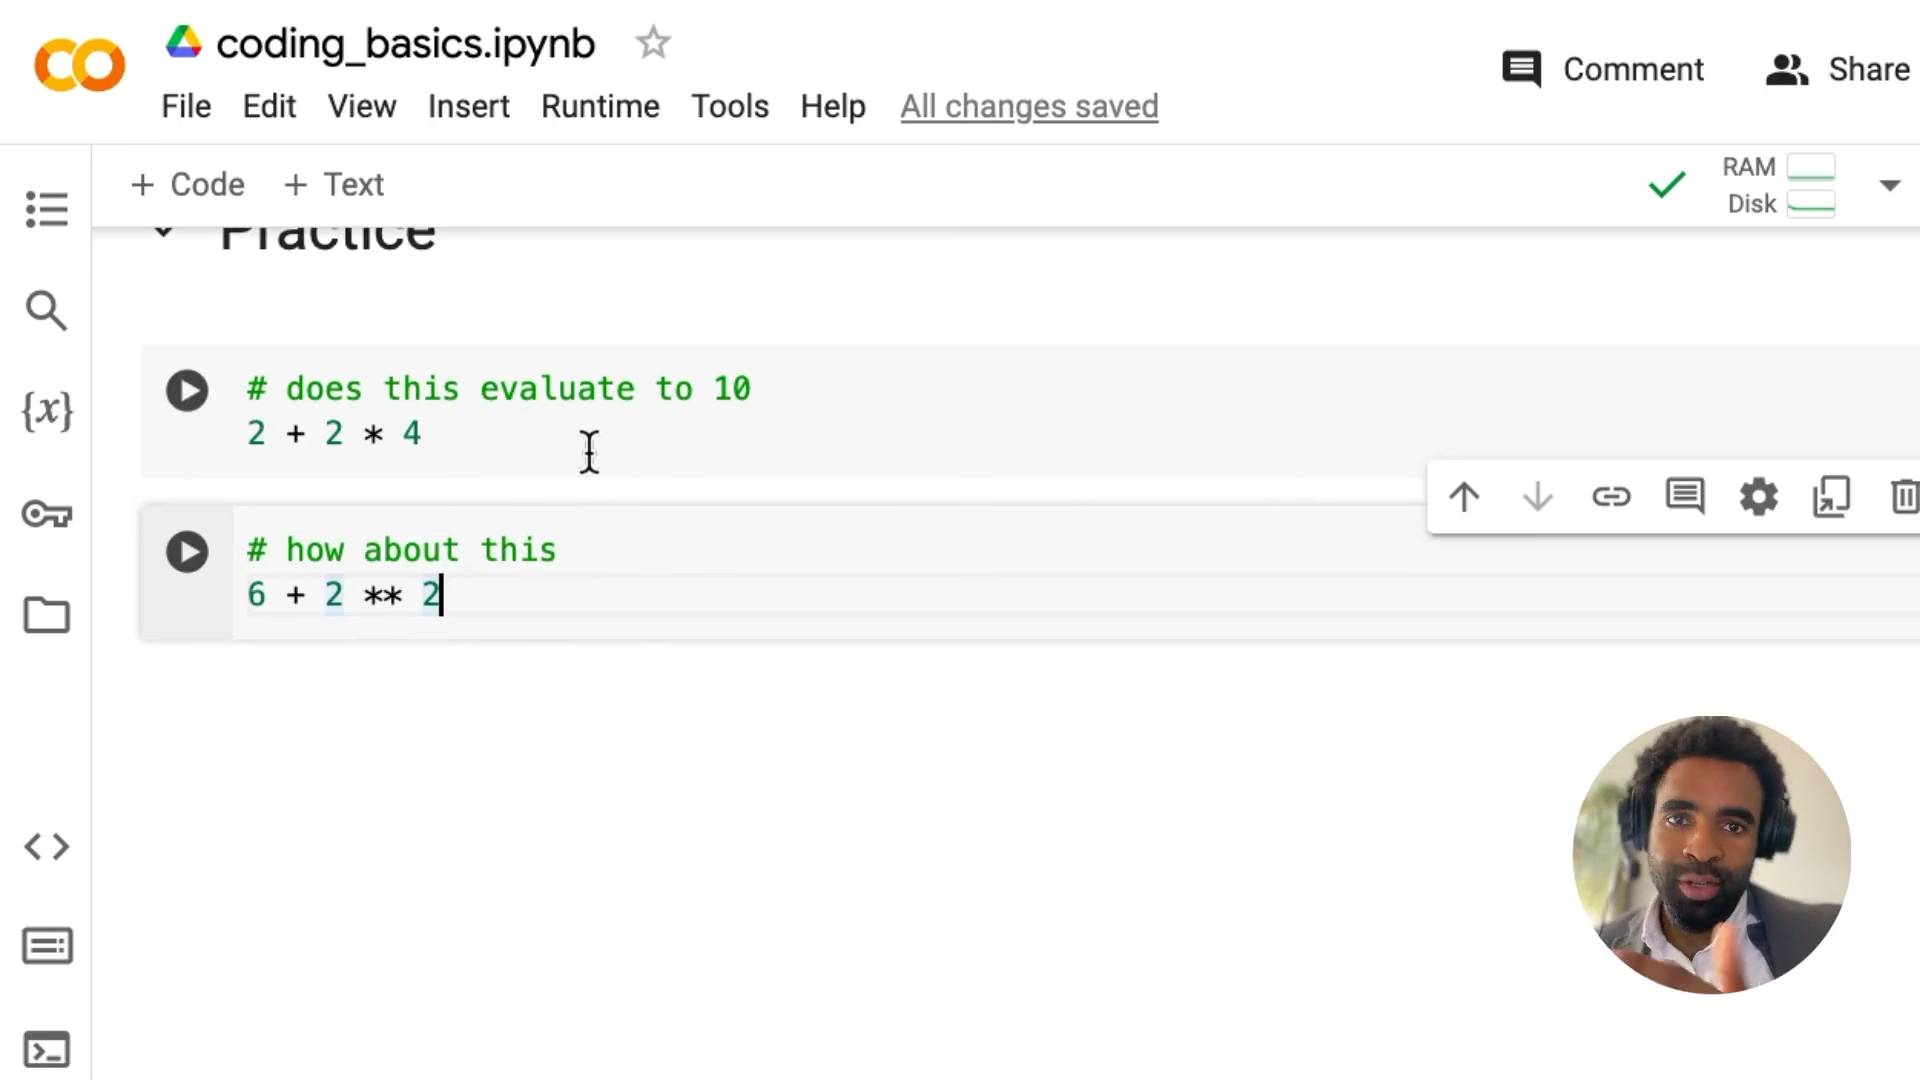 coding_basics.ipynb
Comment
Share
File Edit View Insert Runtime Tools Help All changes saved
+ Code + Text
RAM
Disk
Practice
# does this evaluate to 10
2 + 2 * 4
# how about this
6 + 2 ** 2
{x}